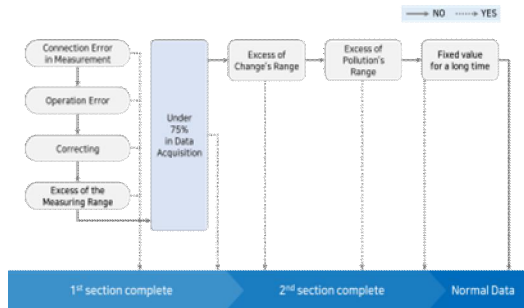 NO
YES
Connection Error
in Measurement
Operation Error
Correcting
Excess of the
Measuring Range
Under
75%
in Data
Acquisition
Excess of
Change's Range
Excess of
Pollution's
Range
Fixed value
for a long time
1st section complete
2nd section complete
Normal Data